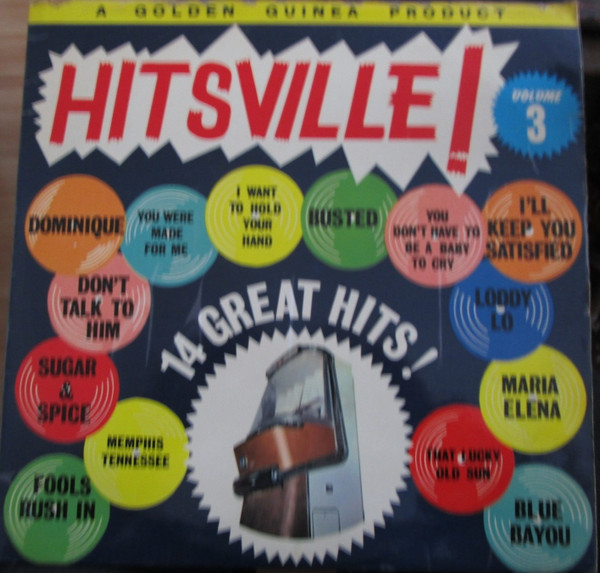 A GOLDEN GUINEA PRODUCT
HITSVILLE!
VOLUME
3
DOMINIQUE
YOU WERE
MADE
FOR ME
I WANT
TO HOLD
YOUR
HAND
BUSTED
YOU
DON'T HAVE TO
BE A BABY
TO CRY
I'LL
KEEP YOU
SATISFIED
DON'T
TALK TO
HIM
LODDY
LO
14 GREAT HITS!
SUGAR
&
SPICE
MARIA
ELENA
MEMPHIS
TENNESSEE
THAT LUCKY
OLD SUN
FOOLS
RUSH IN
BLUE
BAYOU